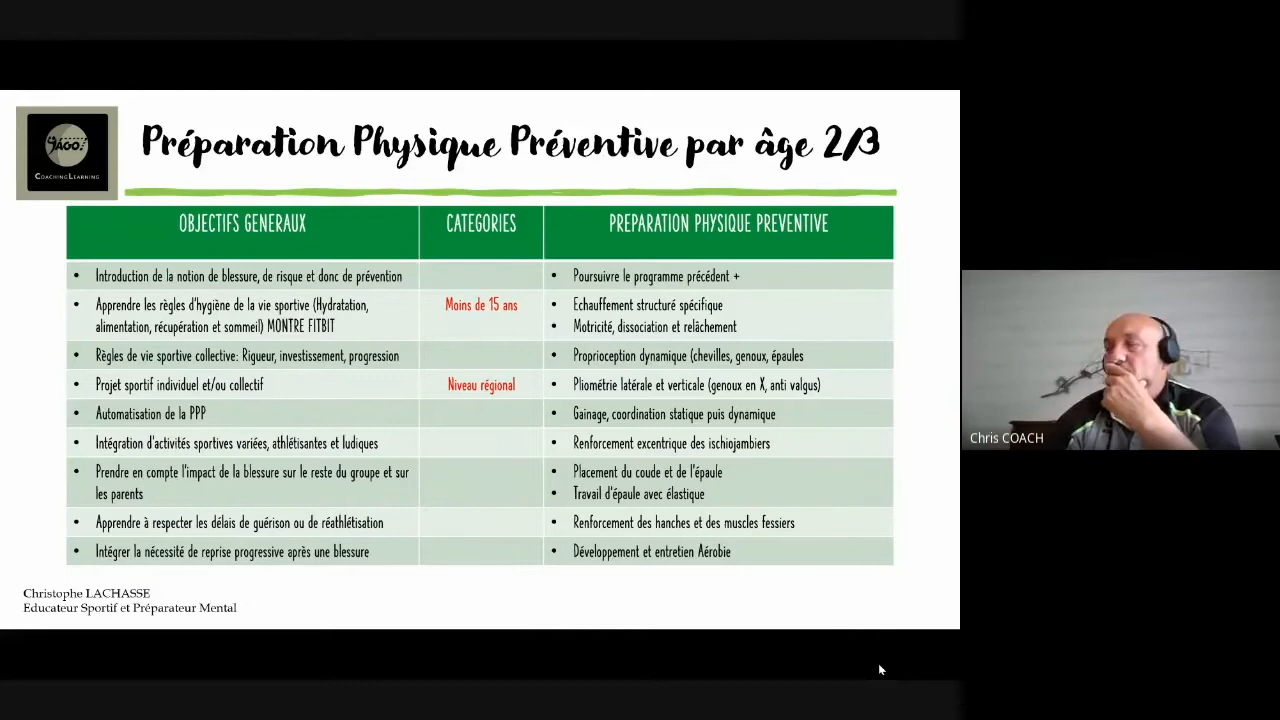 YAGO!
COACHINGLEARNING
Préparation Physique Préventive par âge 2/3
OBJECTIFS GENERAUX
CATEGORIES
PREPARATION PHYSIQUE PREVENTIVE
• Introduction de la notion de blessure, de risque et donc de prévention
• Poursuivre le programme précédent +
• Apprendre les règles d'hygiène de la vie sportive (Hydratation,
alimentation, récupération et sommeil) MONTRE FITBIT
Moins de 15 ans
• Echauffement structuré spécifique
• Motricité, dissociation et relâchement
• Règles de vie sportive collective: Rigueur, investissement, progression
• Proprioception dynamique (chevilles, genoux, épaules
• Projet sportif individuel et/ou collectif
Niveau régional
• Pliométrie latérale et verticale (genoux en X, anti valgus)
• Automatisation de la PPP
• Gainage, coordination statique puis dynamique
• Intégration d'activités sportives variées, athlétisantes et ludiques
• Renforcement excentrique des ischiojambiers
• Prendre en compte l'impact de la blessure sur le reste du groupe et sur
les parents
• Placement du coude et de l'épaule
• Travail d'épaule avec élastique
• Apprendre à respecter les délais de guérison ou de réathlétisation
• Renforcement des hanches et des muscles fessiers
• Intégrer la nécessité de reprise progressive après une blessure
• Développement et entretien Aérobie
Christophe LACHASSE
Educateur Sportif et Préparateur Mental
Chris COACH